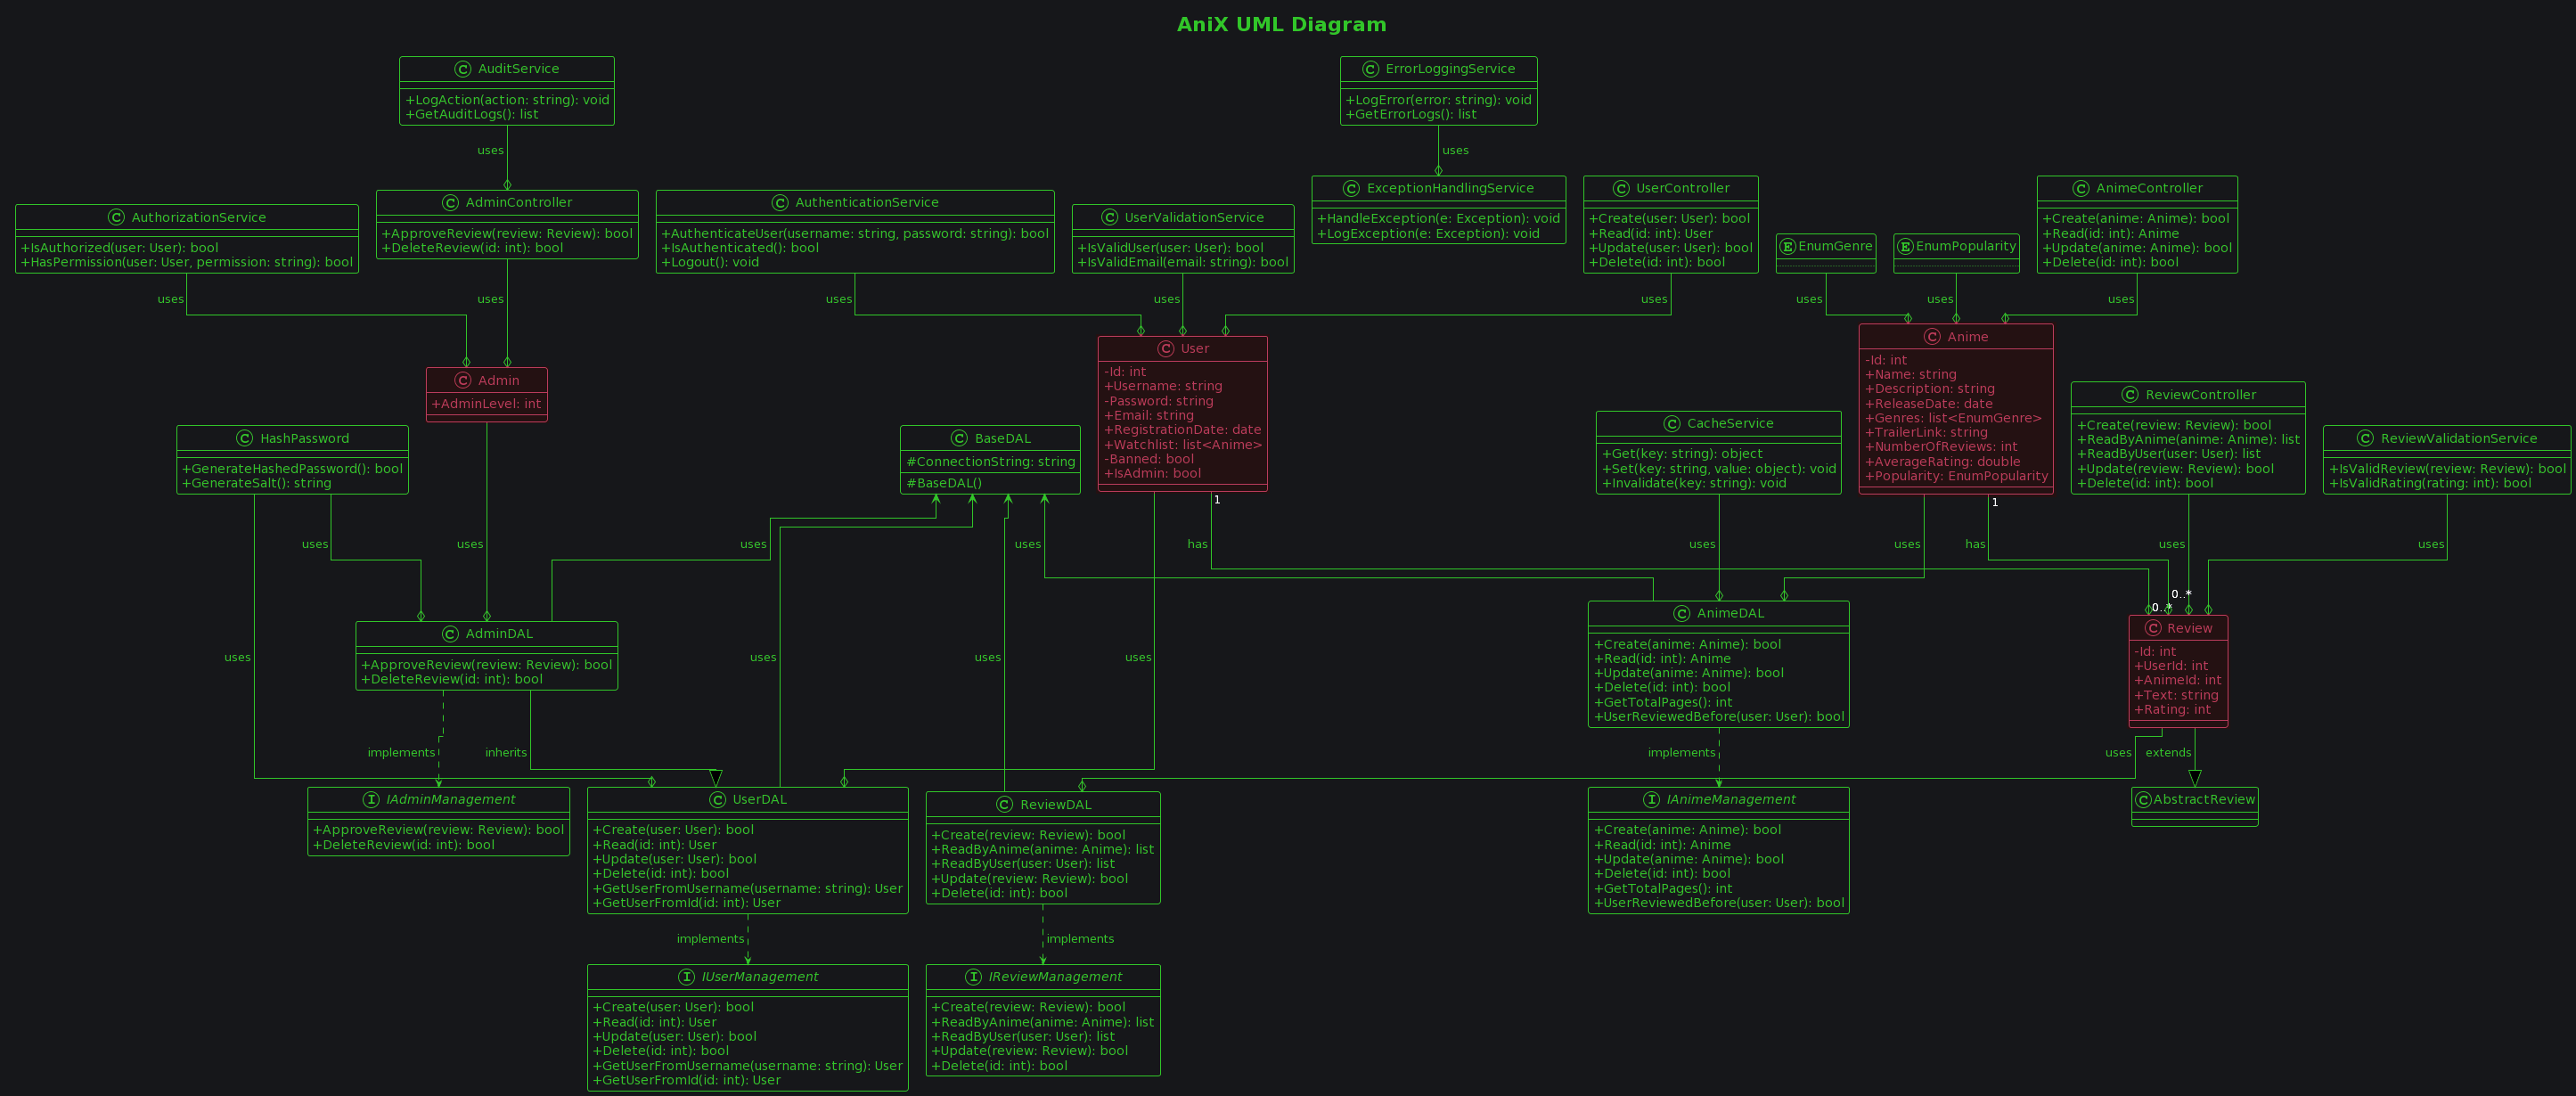 AniX UML Diagram
C AuditService
+LogAction(action: string): void
+GetAuditLogs(): list
C ErrorLoggingService
+LogError(error: string): void
+GetErrorLogs(): list
uses
uses
C AuthorizationService
+IsAuthorized(user: User): bool
+HasPermission(user: User, permission: string): bool
C AdminController
+ApproveReview(review: Review): bool
+DeleteReview(id: int): bool
C AuthenticationService
+AuthenticateUser(username: string, password: string): bool
+IsAuthenticated(): bool
+Logout(): void
C UserValidationService
+IsValidUser(user: User): bool
+IsValidEmail(email: string): bool
C ExceptionHandlingService
+HandleException(e: Exception): void
+LogException(e: Exception): void
C UserController
+Create(user: User): bool
+Read(id: int): User
+Update(user: User): bool
+Delete(id: int): bool
E EnumGenre
E EnumPopularity
C AnimeController
+Create(anime: Anime): bool
+Read(id: int): Anime
+Update(anime: Anime): bool
+Delete(id: int): bool
uses
uses
uses
uses
uses
uses
uses
uses
C Admin
+AdminLevel: int
C User
-Id: int
+Username: string
-Password: string
+Email: string
+RegistrationDate: date
+Watchlist: list<Anime>
-Banned: bool
+IsAdmin: bool
C Anime
-Id: int
+Name: string
+Description: string
+ReleaseDate: date
+Genres: list<EnumGenre>
+TrailerLink: string
+NumberOfReviews: int
+AverageRating: double
+Popularity: EnumPopularity
C HashPassword
+GenerateHashedPassword(): bool
+GenerateSalt(): string
C BaseDAL
#ConnectionString: string
#BaseDAL()
C CacheService
+Get(key: string): object
+Set(key: string, value: object): void
+Invalidate(key: string): void
C ReviewController
+Create(review: Review): bool
+ReadByAnime(anime: Anime): list
+ReadByUser(user: User): list
+Update(review: Review): bool
+Delete(id: int): bool
C ReviewValidationService
+IsValidReview(review: Review): bool
+IsValidRating(rating: int): bool
1
1
uses
uses
uses
uses
has
uses
uses
has
uses
uses
0..*
0..*
C AdminDAL
+ApproveReview(review: Review): bool
+DeleteReview(id: int): bool
C AnimeDAL
+Create(anime: Anime): bool
+Read(id: int): Anime
+Update(anime: Anime): bool
+Delete(id: int): bool
+GetTotalPages(): int
+UserReviewedBefore(user: User): bool
C Review
-Id: int
+UserId: int
+AnimeId: int
+Text: string
+Rating: int
uses
uses
uses
uses
implements
inherits
implements
uses
extends
I IAdminManagement
+ApproveReview(review: Review): bool
+DeleteReview(id: int): bool
C UserDAL
+Create(user: User): bool
+Read(id: int): User
+Update(user: User): bool
+Delete(id: int): bool
+GetUserFromUsername(username: string): User
+GetUserFromId(id: int): User
C ReviewDAL
+Create(review: Review): bool
+ReadByAnime(anime: Anime): list
+ReadByUser(user: User): list
+Update(review: Review): bool
+Delete(id: int): bool
I IAnimeManagement
+Create(anime: Anime): bool
+Read(id: int): Anime
+Update(anime: Anime): bool
+Delete(id: int): bool
+GetTotalPages(): int
+UserReviewedBefore(user: User): bool
C AbstractReview
implements
implements
I IUserManagement
+Create(user: User): bool
+Read(id: int): User
+Update(user: User): bool
+Delete(id: int): bool
+GetUserFromUsername(username: string): User
+GetUserFromId(id: int): User
I IReviewManagement
+Create(review: Review): bool
+ReadByAnime(anime: Anime): list
+ReadByUser(user: User): list
+Update(review: Review): bool
+Delete(id: int): bool